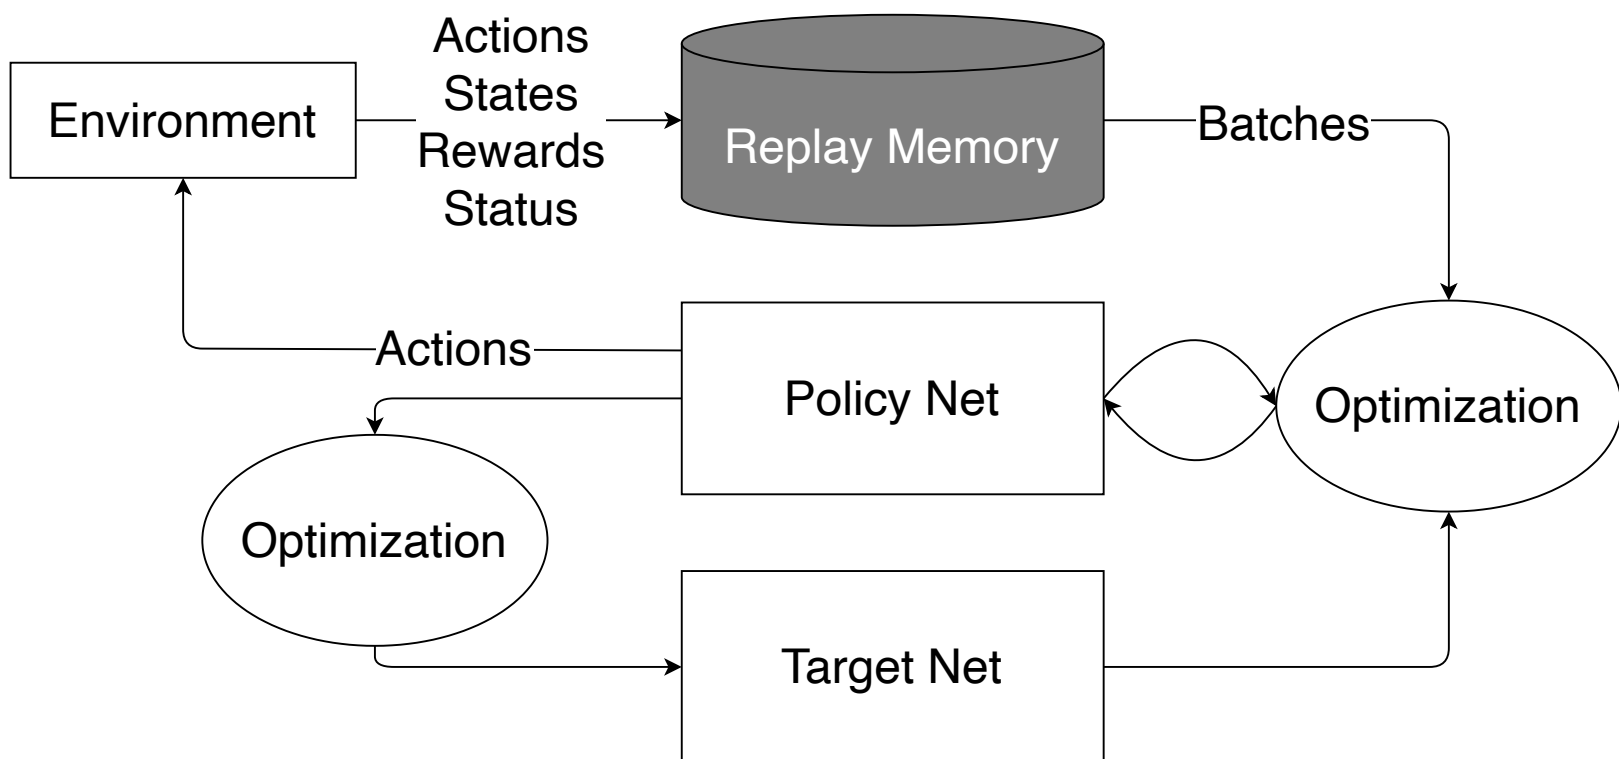 Environment
Actions
States
Rewards
Status
Replay Memory
Batches
Actions
Policy Net
Optimization
Optimization
Target Net